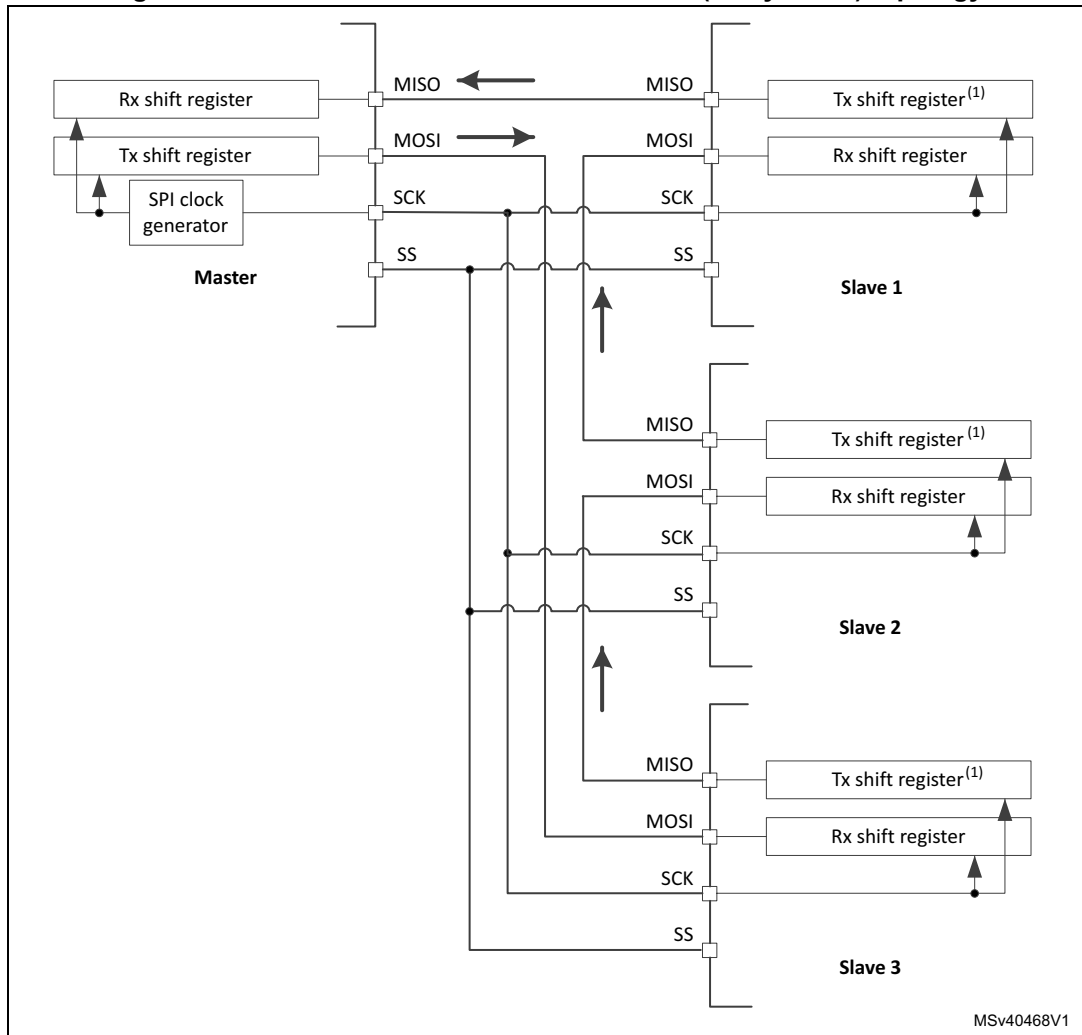 MISO
MISO
Rx shift register
Tx shift register(1)
MOSI
MOSI
Tx shift register
Rx shift register
SPI clock
generator
SCK
SCK
SS
SS
Master
Slave 1
MISO
Tx shift register(1)
MOSI
Rx shift register
SCK
SS
Slave 2
MISO
Tx shift register(1)
MOSI
Rx shift register
SCK
SS
Slave 3
MSv40468V1